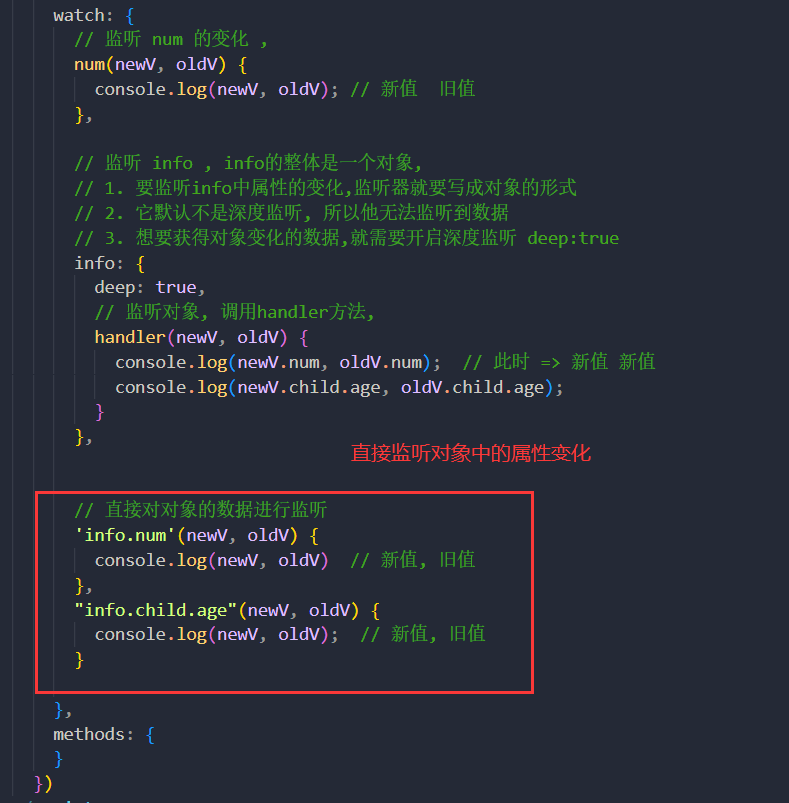 watch: {
// 监听 num 的变化 ,
num(newV, oldV) {
console.log(newV, oldV); // 新值  旧值
},
// 监听 info , info的整体是一个对象,
// 1. 要监听info中属性的变化,监听器就要写成对象的形式
// 2. 它默认不是深度监听, 所以他无法监听到数据
// 3. 想要获得对象变化的数据,就需要开启深度监听 deep:true
info: {
deep: true,
// 监听对象, 调用handler方法,
handler(newV, oldV) {
console.log(newV.num, oldV.num);  // 此时 => 新值 新值
console.log(newV.child.age, oldV.child.age);
}
},
直接监听对象中的属性变化
// 直接对对象的数据进行监听
'info.num'(newV, oldV) {
console.log(newV, oldV)  // 新值, 旧值
},
"info.child.age"(newV, oldV) {
console.log(newV, oldV);  // 新值, 旧值
}
},
methods: {
}
})